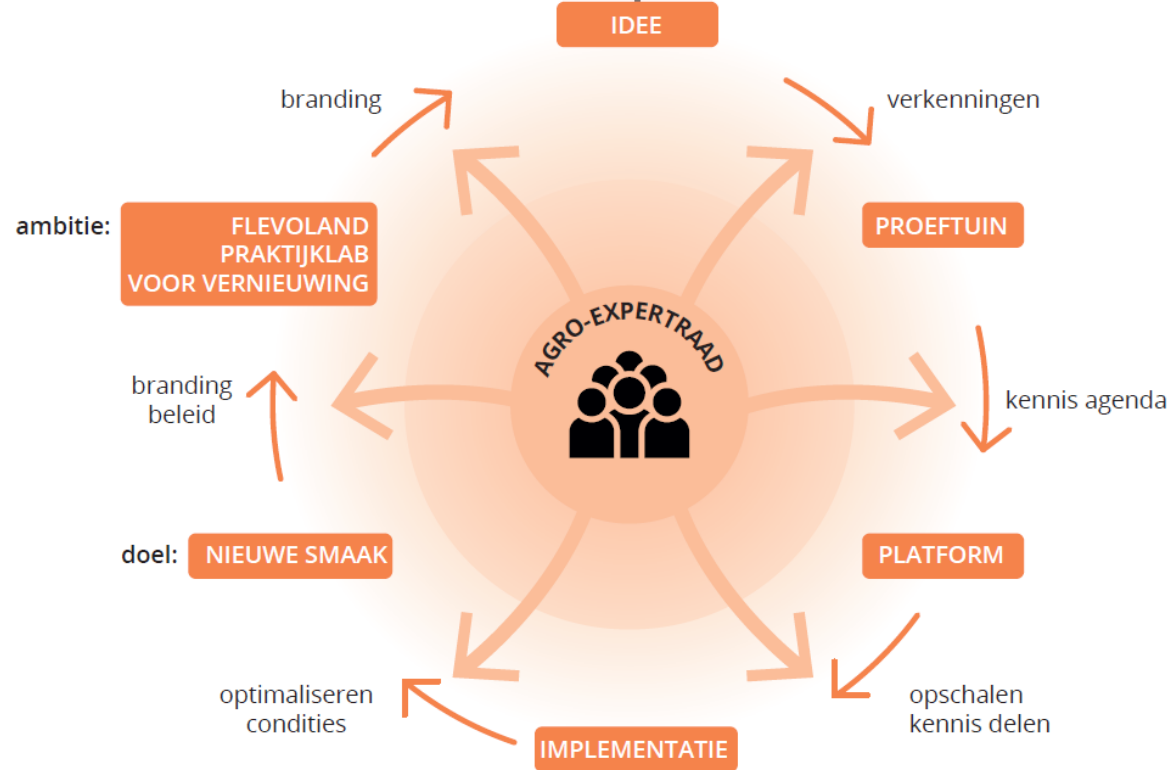 IDEE
branding
verkenningen
ambitie:
FLEVOLAND
PRAKTIJKLAB
VOOR VERNIEUWING
PROEFTUIN
AGRO-EXPERTRAAD
branding
beleid
kennis agenda
doel:
NIEUWE SMAAK
PLATFORM
optimaliseren
condities
opschalen
kennis delen
IMPLEMENTATIE